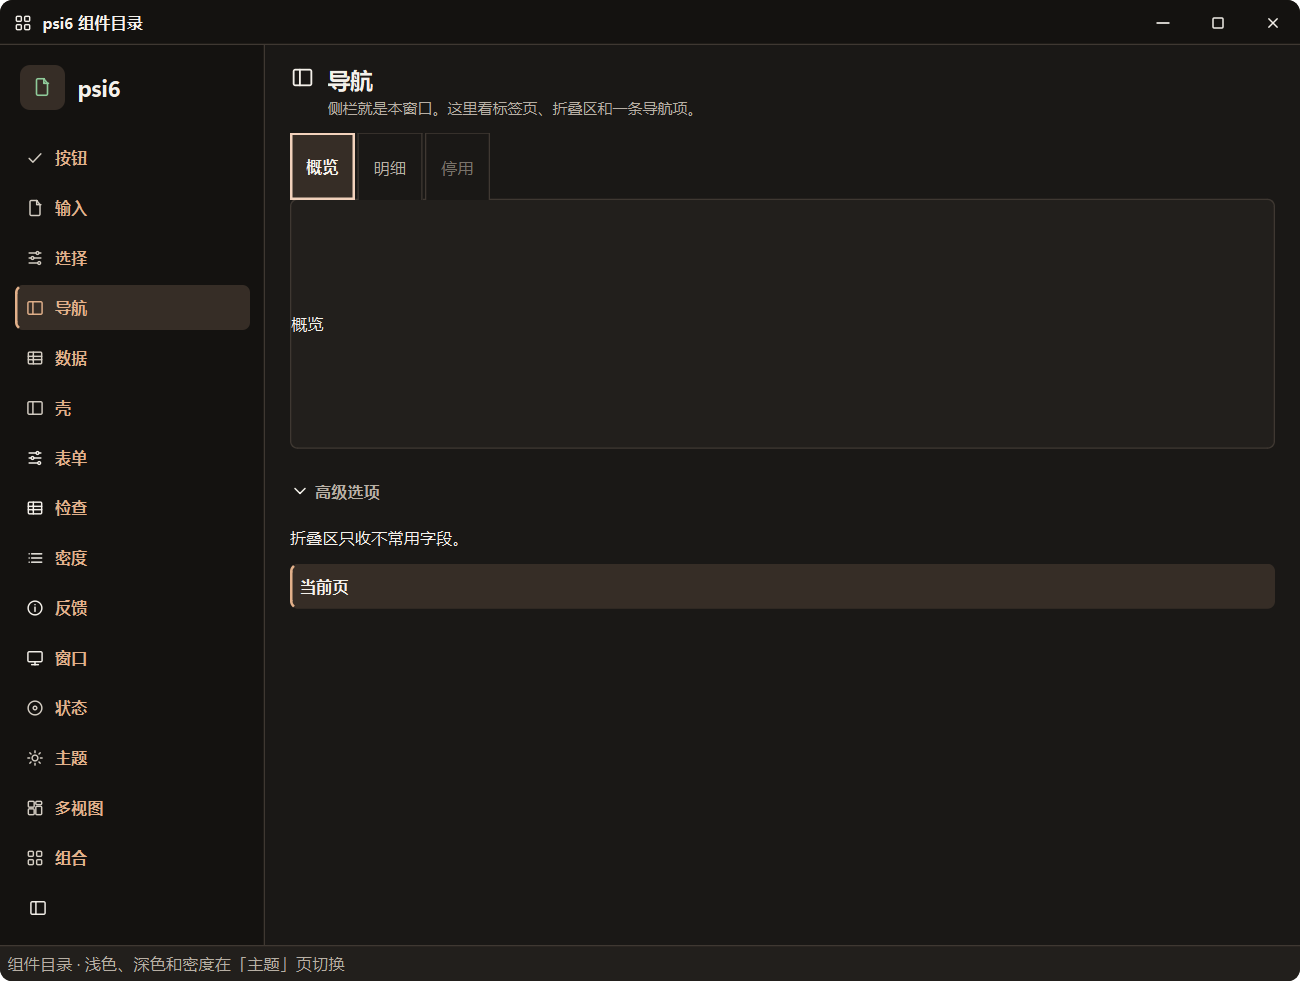 psi6 组件目录
psi6
按钮
输入
选择
导航
数据
壳
表单
检查
密度
反馈
窗口
状态
主题
多视图
组合
导航
侧栏就是本窗口。这里看标签页、折叠区和一条导航项。
概览
明细
停用
概览
高级选项
折叠区只收不常用字段。
当前页
组件目录 · 浅色、深色和密度在「主题」页切换